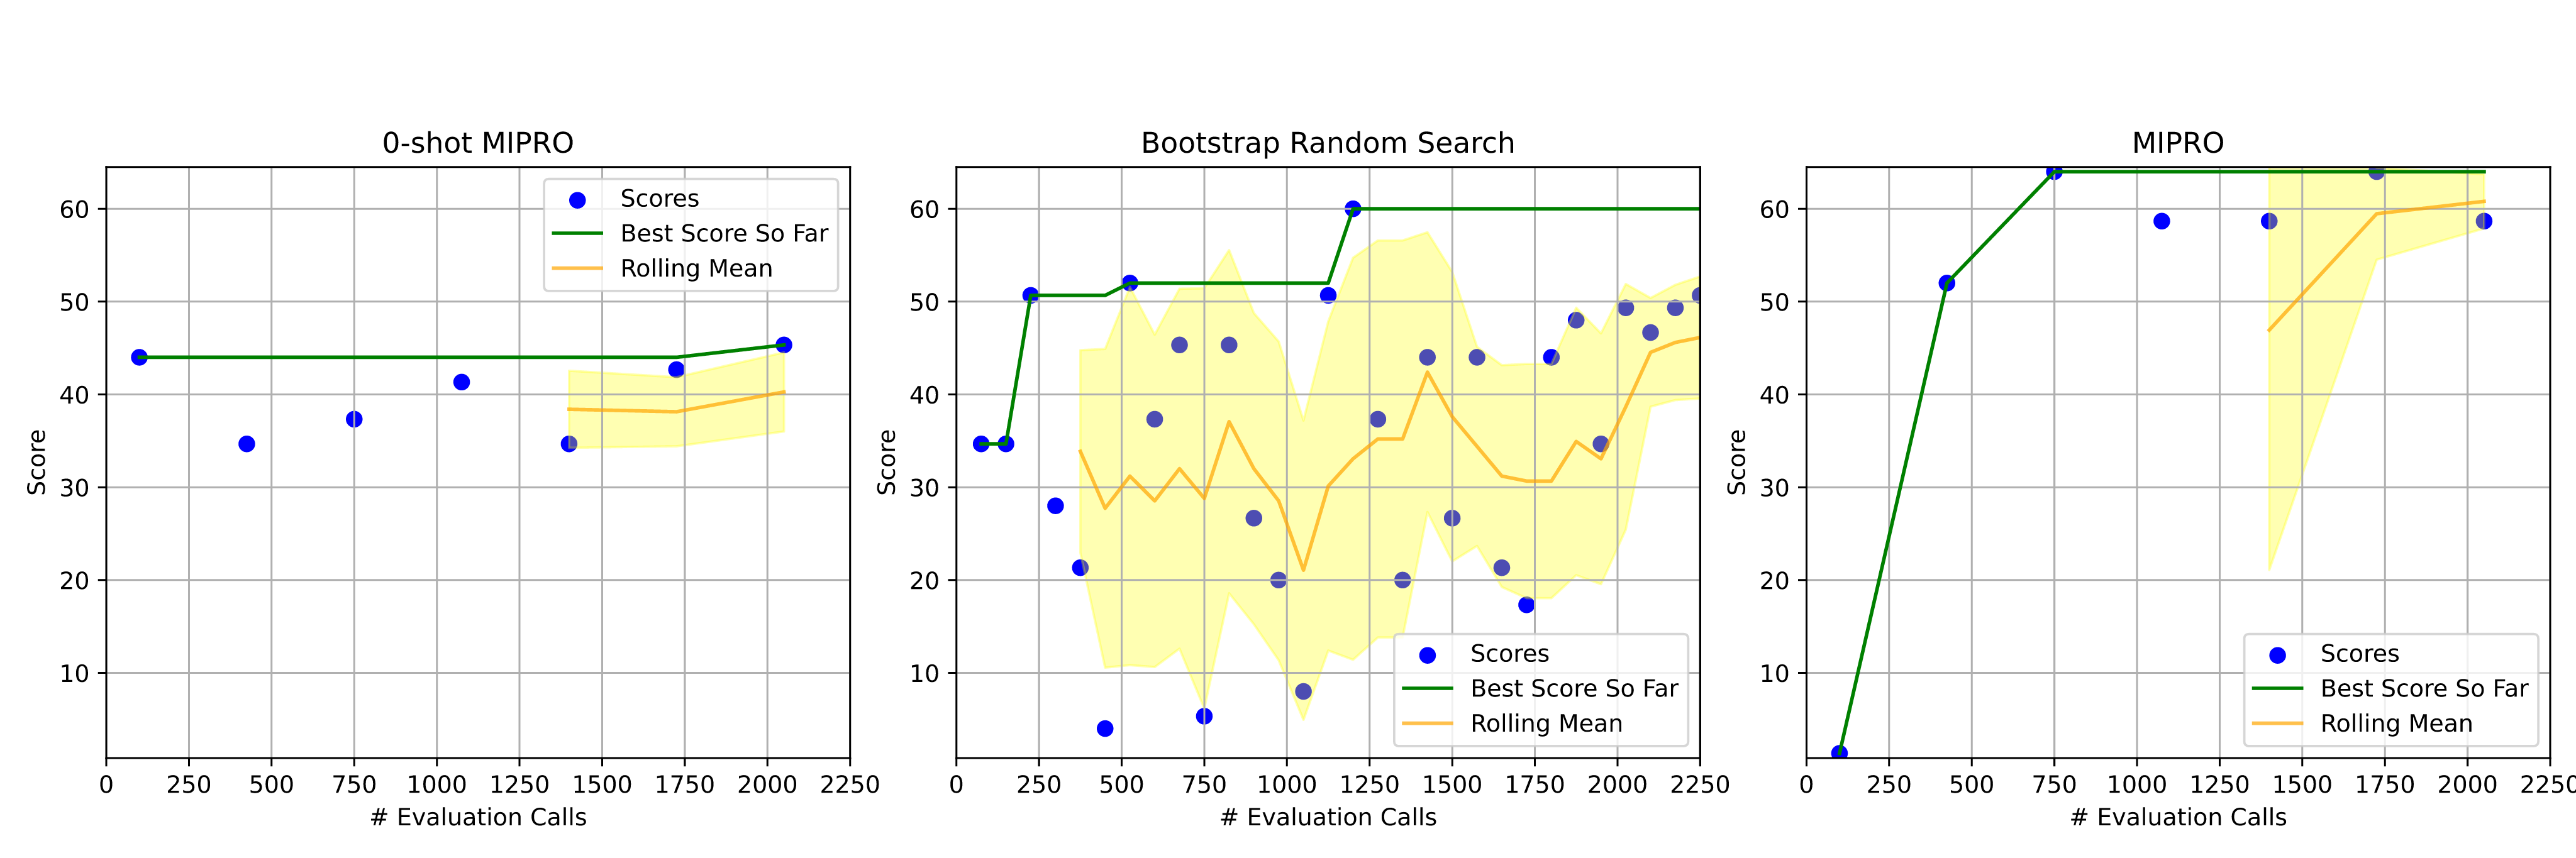 0-shot MIPRO
Scores
Best Score So Far
Rolling Mean
60
50
40
30
20
10
Score
0 250 500 750 1000 1250 1500 1750 2000 2250
# Evaluation Calls
Bootstrap Random Search
60
50
40
30
20
10
Score
Scores
Best Score So Far
Rolling Mean
0 250 500 750 1000 1250 1500 1750 2000 2250
# Evaluation Calls
MIPRO
60
50
40
30
20
10
Score
Scores
Best Score So Far
Rolling Mean
0 250 500 750 1000 1250 1500 1750 2000 2250
# Evaluation Calls